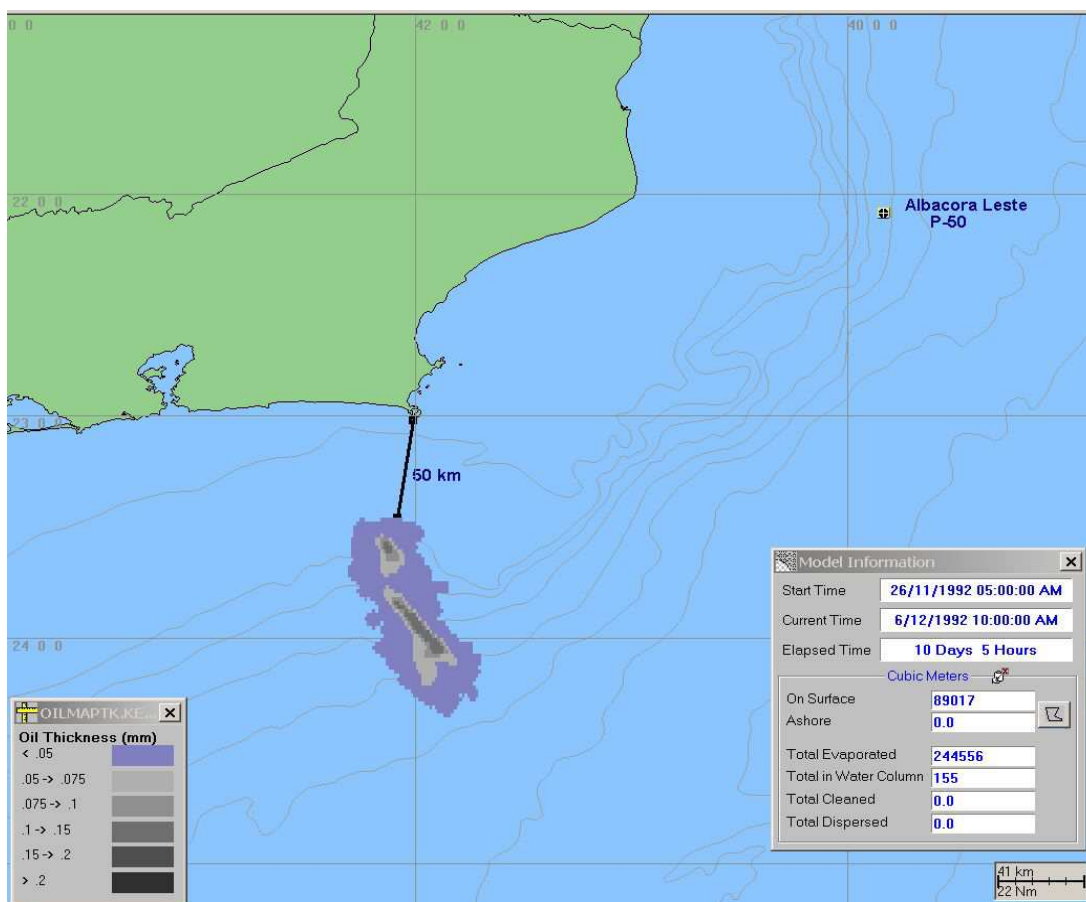 0 0
42 0 0
40 0 0
22 0 0
Albacora Leste
P-50
23 0 0
50 km
24 0 0
Model Information
Start Time 26/11/1992 05:00:00 AM
Current Time 6/12/1992 10:00:00 AM
Elapsed Time 10 Days 5 Hours
Cubic Meters
On Surface 89017
Ashore 0.0
Total Evaporated 244556
Total in Water Column 155
Total Cleaned 0.0
Total Dispersed 0.0
OILMAPTK.KE...
Oil Thickness (mm)
< .05
.05 -> .075
.075 -> .1
.1 -> .15
.15 -> .2
> .2
41 km
22 Nm